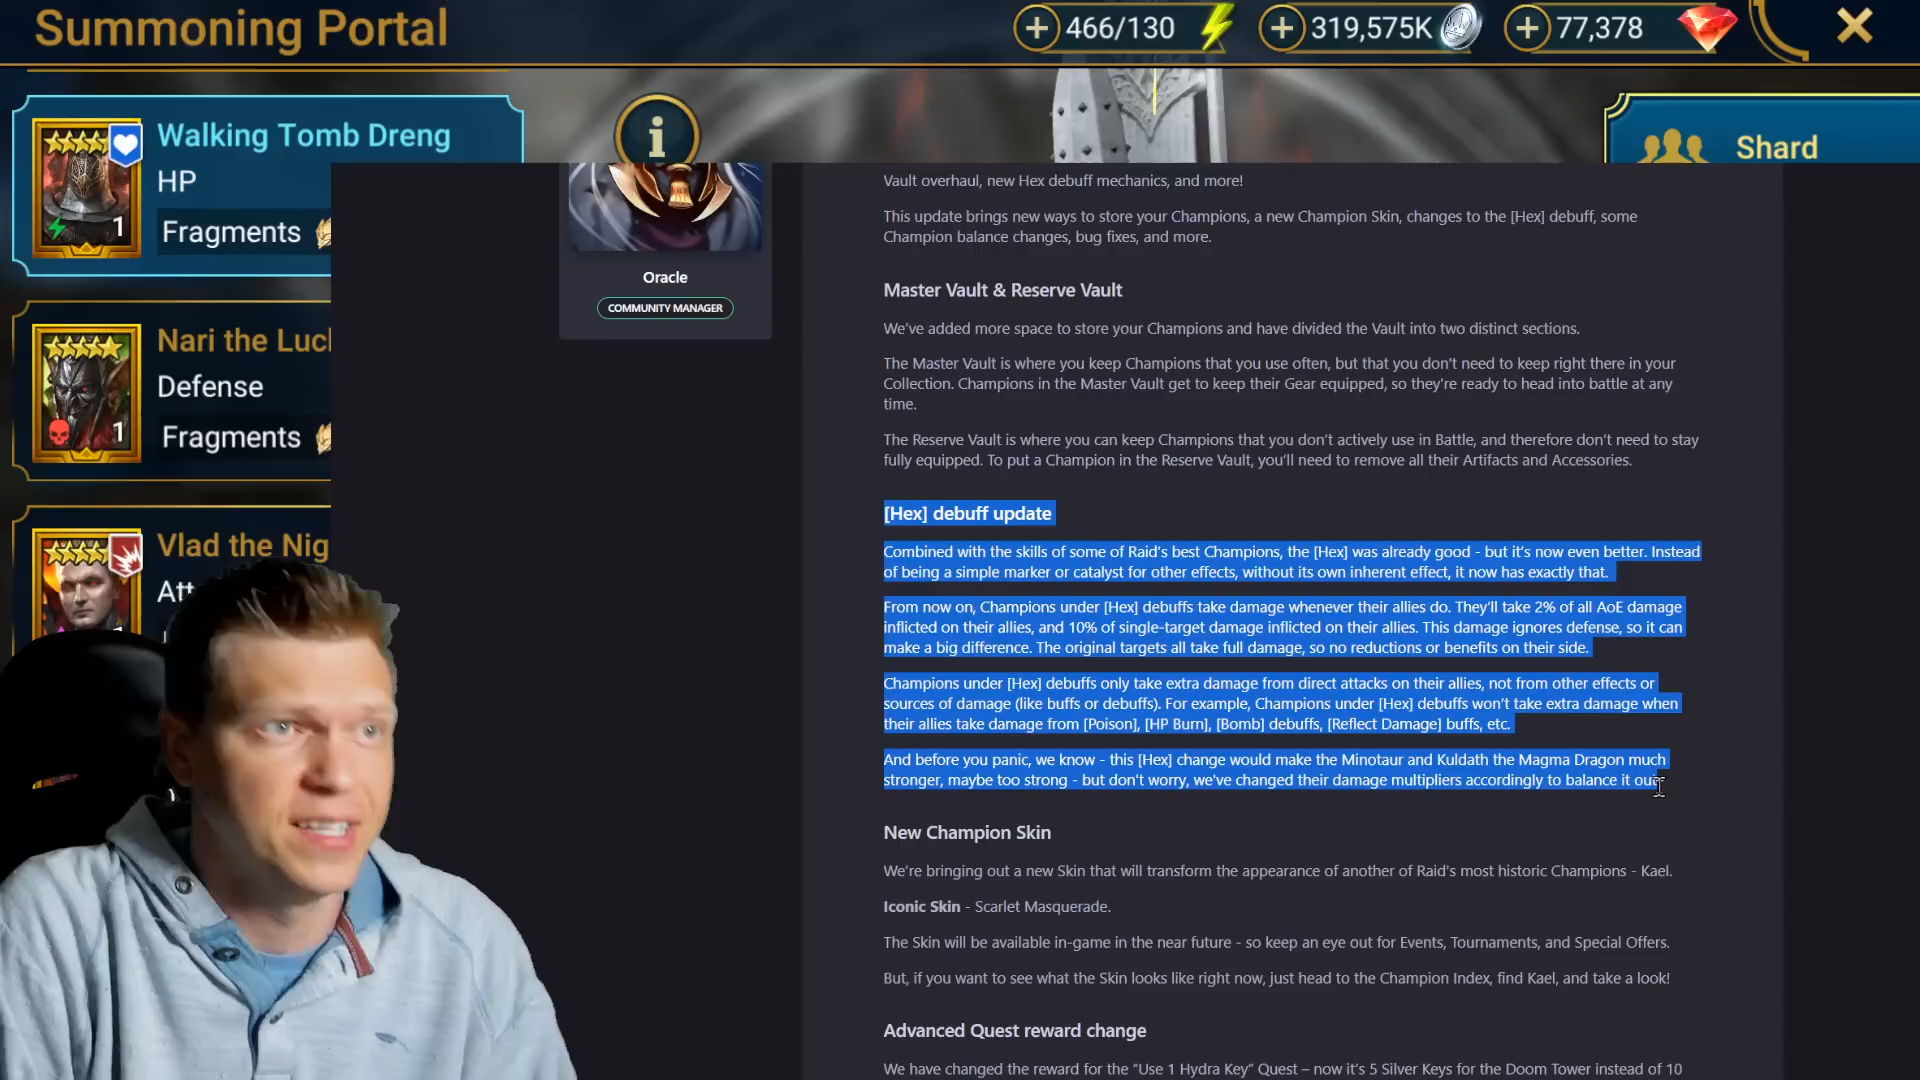 Summoning Portal
466/130
319,575K
77,378
Walking Tomb Dreng
HP
1
Fragments
i
Shard
Nari the Lucl
Defense
1
Fragments
Vlad the Nig
Att
Oracle
COMMUNITY MANAGER
Vault overhaul, new Hex debuff mechanics, and more!
This update brings new ways to store your Champions, a new Champion Skin, changes to the [Hex] debuff, some
Champion balance changes, bug fixes, and more.
Master Vault & Reserve Vault
We've added more space to store your Champions and have divided the Vault into two distinct sections.
The Master Vault is where you keep Champions that you use often, but that you don't need to keep right there in your
Collection. Champions in the Master Vault get to keep their Gear equipped, so they're ready to head into battle at any
time.
The Reserve Vault is where you can keep Champions that you don't actively use in Battle, and therefore don't need to stay
fully equipped. To put a Champion in the Reserve Vault, you'll need to remove all their Artifacts and Accessories.
[Hex] debuff update
Combined with the skills of some of Raid's best Champions, the [Hex] was already good - but it's now even better. Instead
of being a simple marker or catalyst for other effects, without its own inherent effect, it now has exactly that.
From now on, Champions under [Hex] debuffs take damage whenever their allies do. They'll take 2% of all AoE damage
inflicted on their allies, and 10% of single-target damage inflicted on their allies. This damage ignores defense, so it can
make a big difference. The original targets all take full damage, so no reductions or benefits on their side.
Champions under [Hex] debuffs only take extra damage from direct attacks on their allies, not from other effects or
sources of damage (like buffs or debuffs). For example, Champions under [Hex] debuffs won't take extra damage when
their allies take damage from [Poison], [HP Burn], [Bomb] debuffs, [Reflect Damage] buffs, etc.
And before you panic, we know - this [Hex] change would make the Minotaur and Kuldath the Magma Dragon much
stronger, maybe too strong - but don't worry, we've changed their damage multipliers accordingly to balance it out
New Champion Skin
We're bringing out a new Skin that will transform the appearance of another of Raid's most historic Champions - Kael.
Iconic Skin - Scarlet Masquerade.
The Skin will be available in-game in the near future - so keep an eye out for Events, Tournaments, and Special Offers.
But, if you want to see what the Skin looks like right now, just head to the Champion Index, find Kael, and take a look!
Advanced Quest reward change
We have changed the reward for the "Use 1 Hydra Key" Quest – now it's 5 Silver Keys for the Doom Tower instead of 10